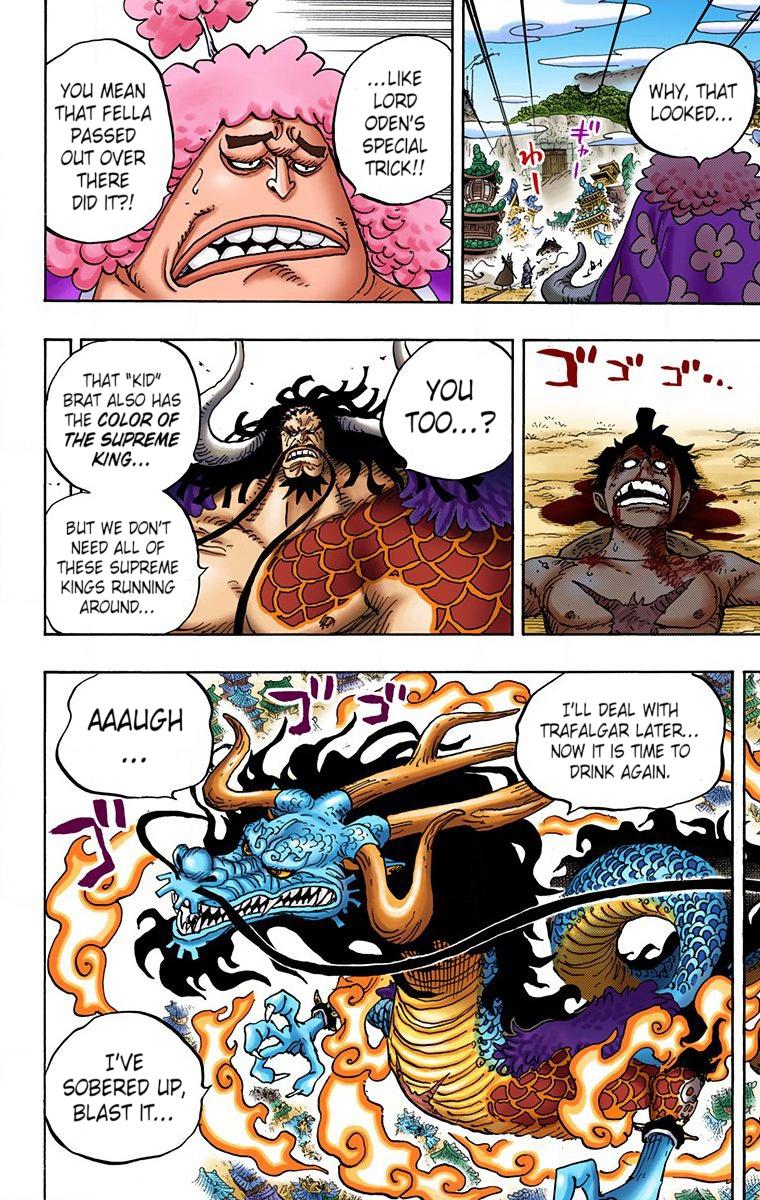 WHY, THAT
LOOKED...
ギャー
わー
...LIKE
LORD
ODEN'S
SPECIAL
TRICK!!
YOU MEAN
THAT FELLA
PASSED
OUT OVER
THERE
DID IT?!
ゴゴゴ...
YOU
TOO...?
THAT "KID"
BRAT ALSO HAS
THE COLOR OF
THE SUPREME
KING...
BUT WE DON'T
NEED ALL OF
THESE SUPREME
KINGS RUNNING
AROUND...
I'LL DEAL WITH
TRAFALGAR LATER...
NOW IT IS TIME TO
DRINK AGAIN.
ゴゴ
ゴ
AAAUGH
...
I'VE
SOBERED UP,
BLAST IT...